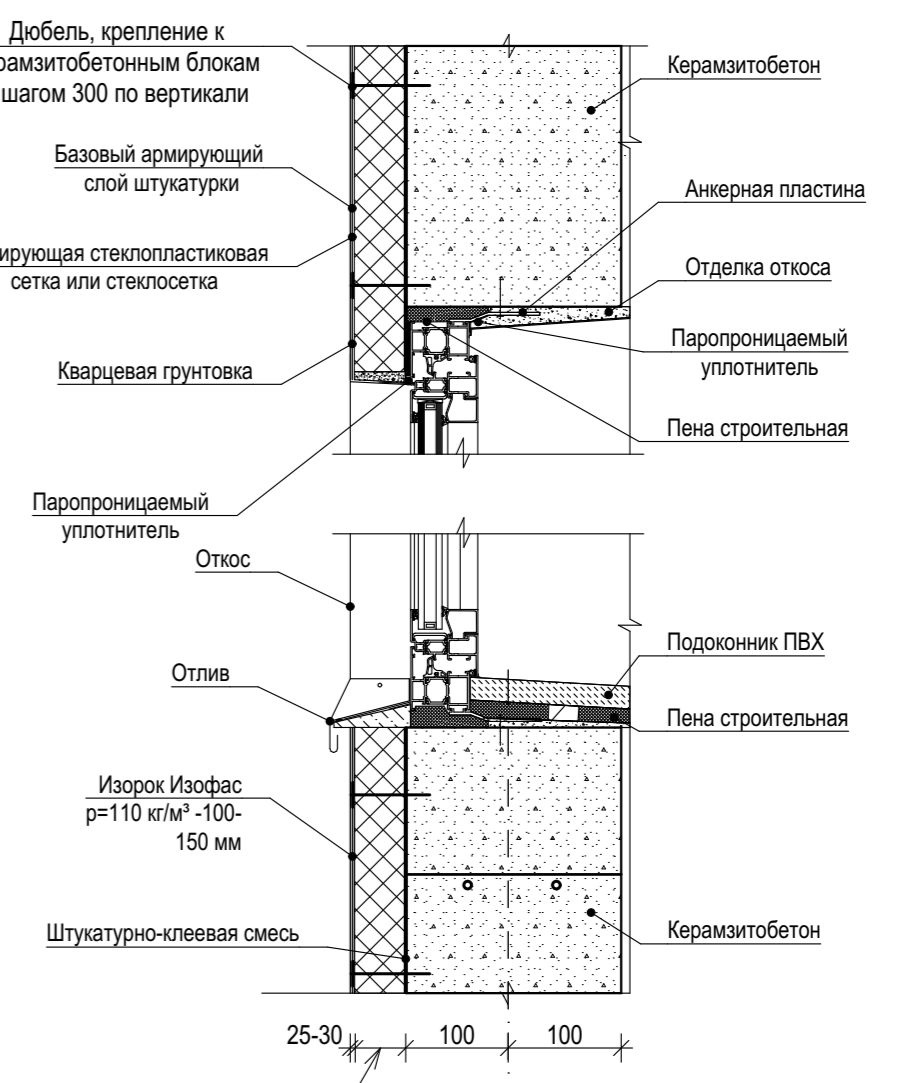 Дюбель, крепление к
рамзитобетонным блокам
шагом 300 по вертикали
Базовый армирующий
слой штукатурки
ирующая стеклопластиковая
сетка или стеклосетка
Кварцевая грунтовка
Паропроницаемый
уплотнитель
Откос
Отлив
Изорок Изофас
р=110 кг/м³ -100-
150 мм
Штукатурно-клеевая смесь
Керамзитобетон
Анкерная пластина
Отделка откоса
Паропроницаемый
уплотнитель
Пена строительная
Подоконник ПВХ
Пена строительная
Керамзитобетон
25-30 100 100